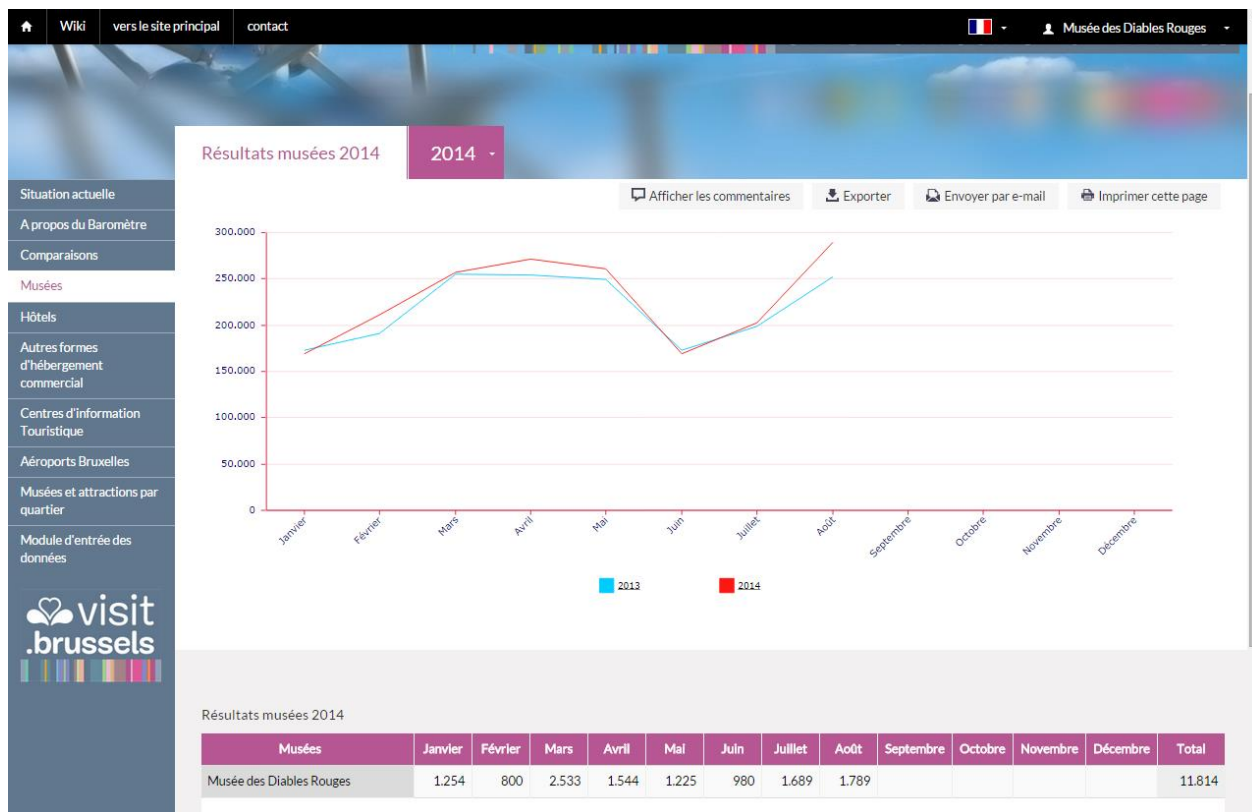 Wiki vers le site principal contact Musée des Diables Rouges
Résultats musées 2014 2014
Situation actuelle
A propos du Baromètre
Comparaisons
Musées
Hôtels
Autres formes
d'hébergement
commercial
Centres d'information
Touristique
Aéroports Bruxelles
Musées et attractions par
quartier
Module d'entrée des
données
visit
.brussels
Afficher les commentaires Exporter Envoyer par e-mail Imprimer cette page
300.000
250.000
200.000
150.000
100.000
50.000
0
Janvier Février Mars Avril Mai Juin Juillet Août Septembre Octobre Novembre Décembre
2013 2014
Résultats musées 2014
Musées Janvier Février Mars Avril Mai Juin Juillet Août Septembre Octobre Novembre Décembre Total
Musée des Diables Rouges 1.254 800 2.533 1.544 1.225 980 1.689 1.789 11.814